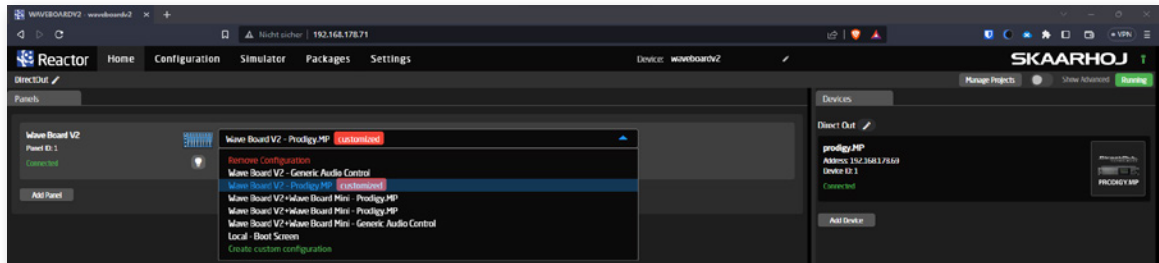 WAVEBOARDV2 waveboardv2
Nicht sicher 192.168.178.71
VPN
Reactor Home Configuration Simulator Packages Settings Device: waveboardv2 SKAARHOJ
DirectOut Manage Projects Show Advanced Running
Panels
Wave Board V2
Panel ID: 1
Connected
Add Panel
Wave Board V2 - Prodigy.MP customized
Remove Configuration
Wave Board V2 - Generic Audio Control
Wave Board V2 - Prodigy.MP customized
Wave Board V2+Wave Board Mini - Prodigy.MP
Wave Board V2+Wave Board Mini - Prodigy.MP
Wave Board V2+Wave Board Mini - Generic Audio Control
Local - Boot Screen
Create custom configuration
Devices
Direct Out
prodigy.MP
Address: 192.168.178.69
Device ID: 1
Connected
PRODIGY.MP
Add Device